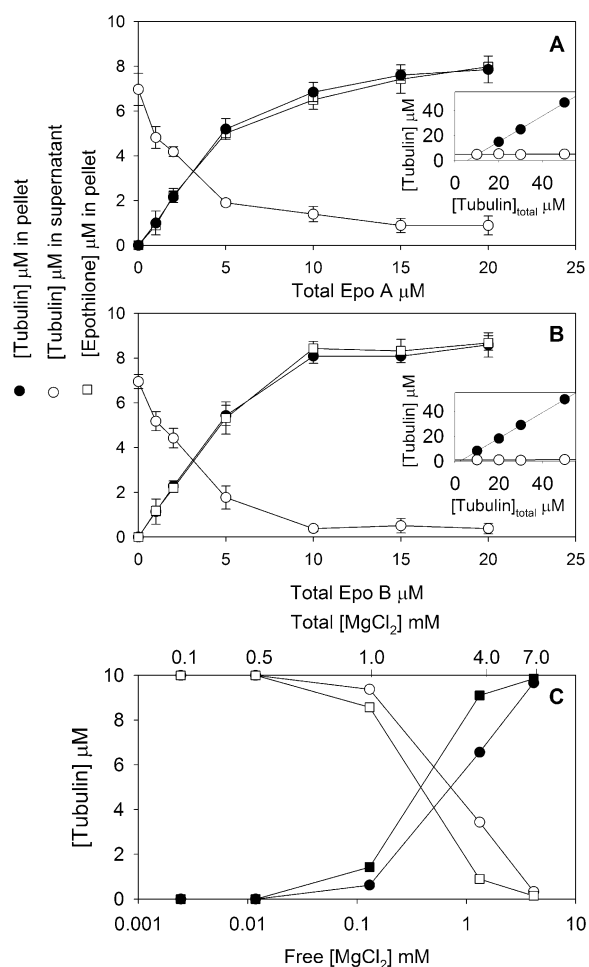 ● [Tubulin] μM in pellet
○ [Tubulin] μM in supernatant
□ [Epothilone] μM in pellet
A
10
8
6
4
2
0
0 5 10 15 20 25
Total Epo A μM
[Tubulin] μM
40
20
0
0 20 40
[Tubulin]total μM
B
10
8
6
4
2
0
0 5 10 15 20 25
Total Epo B μM
[Tubulin] μM
40
20
0
0 20 40
[Tubulin]total μM
Total [MgCl2] mM
0.1 0.5 1.0 4.0 7.0
C
[Tubulin] μM
10
8
6
4
2
0
0.001 0.01 0.1 1 10
Free [MgCl2] mM